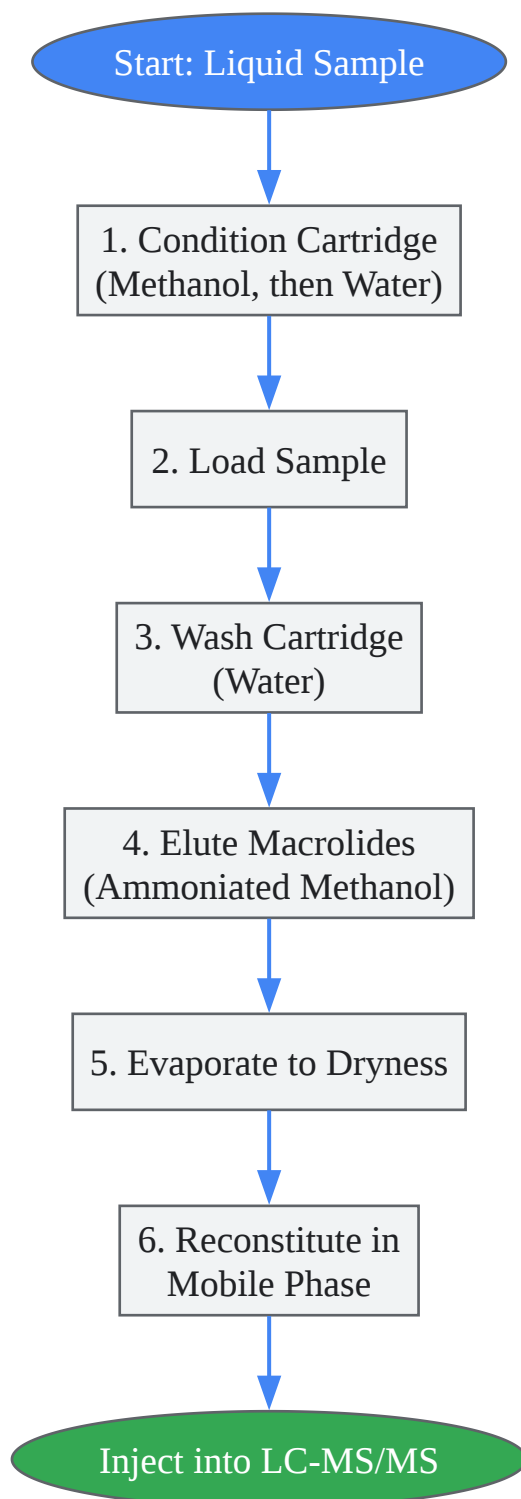 Start: Liquid Sample
1. Condition Cartridge
(Methanol, then Water)
2. Load Sample
3. Wash Cartridge
(Water)
4. Elute Macrolides
(Ammoniated Methanol)
5. Evaporate to Dryness
6. Reconstitute in
Mobile Phase
Inject into LC-MS/MS